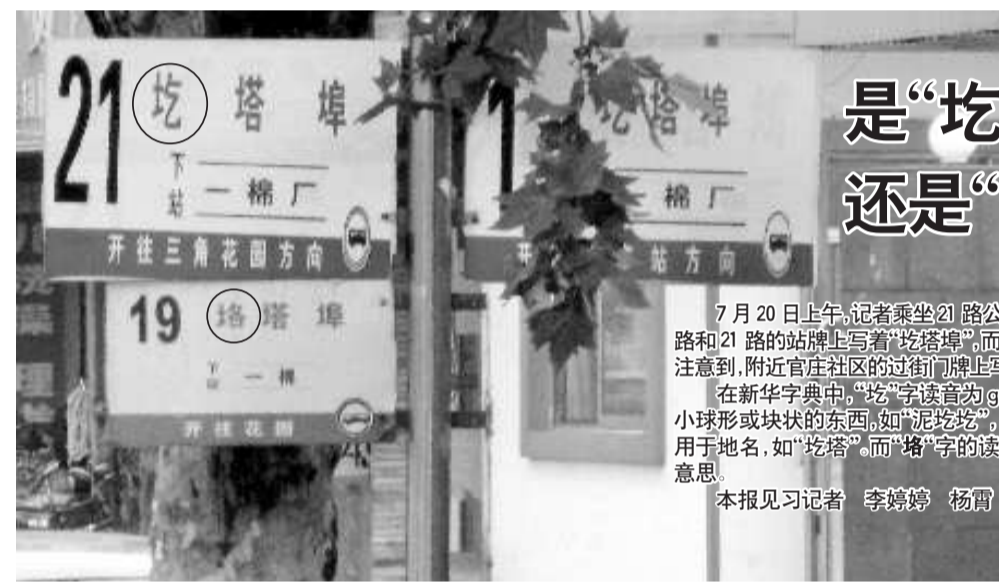 21 圪 塔 埠
下站 一棉厂
开往三角花园方向
圪塔埠
棉厂
站方向
19 垎塔埠
下站 一棉
开往花园
是“圪
还是“
7月20日上午,记者乘坐21路公
路和21路的站牌上写着“圪塔埠”,而
注意到,附近官庄社区的过街门牌上写
在新华字典中,“圪”字读音为g
小球形或块状的东西,如“泥圪圪”,
用于地名,如“圪塔”。而“垎“字的读
意思。
本报见习记者 李婷婷 杨霄